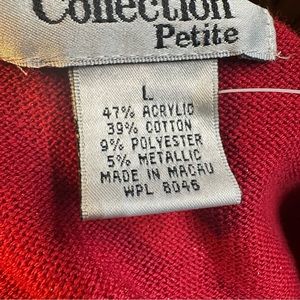 Collection
Petite
L
47% ACRYLIC
39% COTTON
9% POLYESTER
5% METALLIC
MADE IN MACAU
WPL 8046